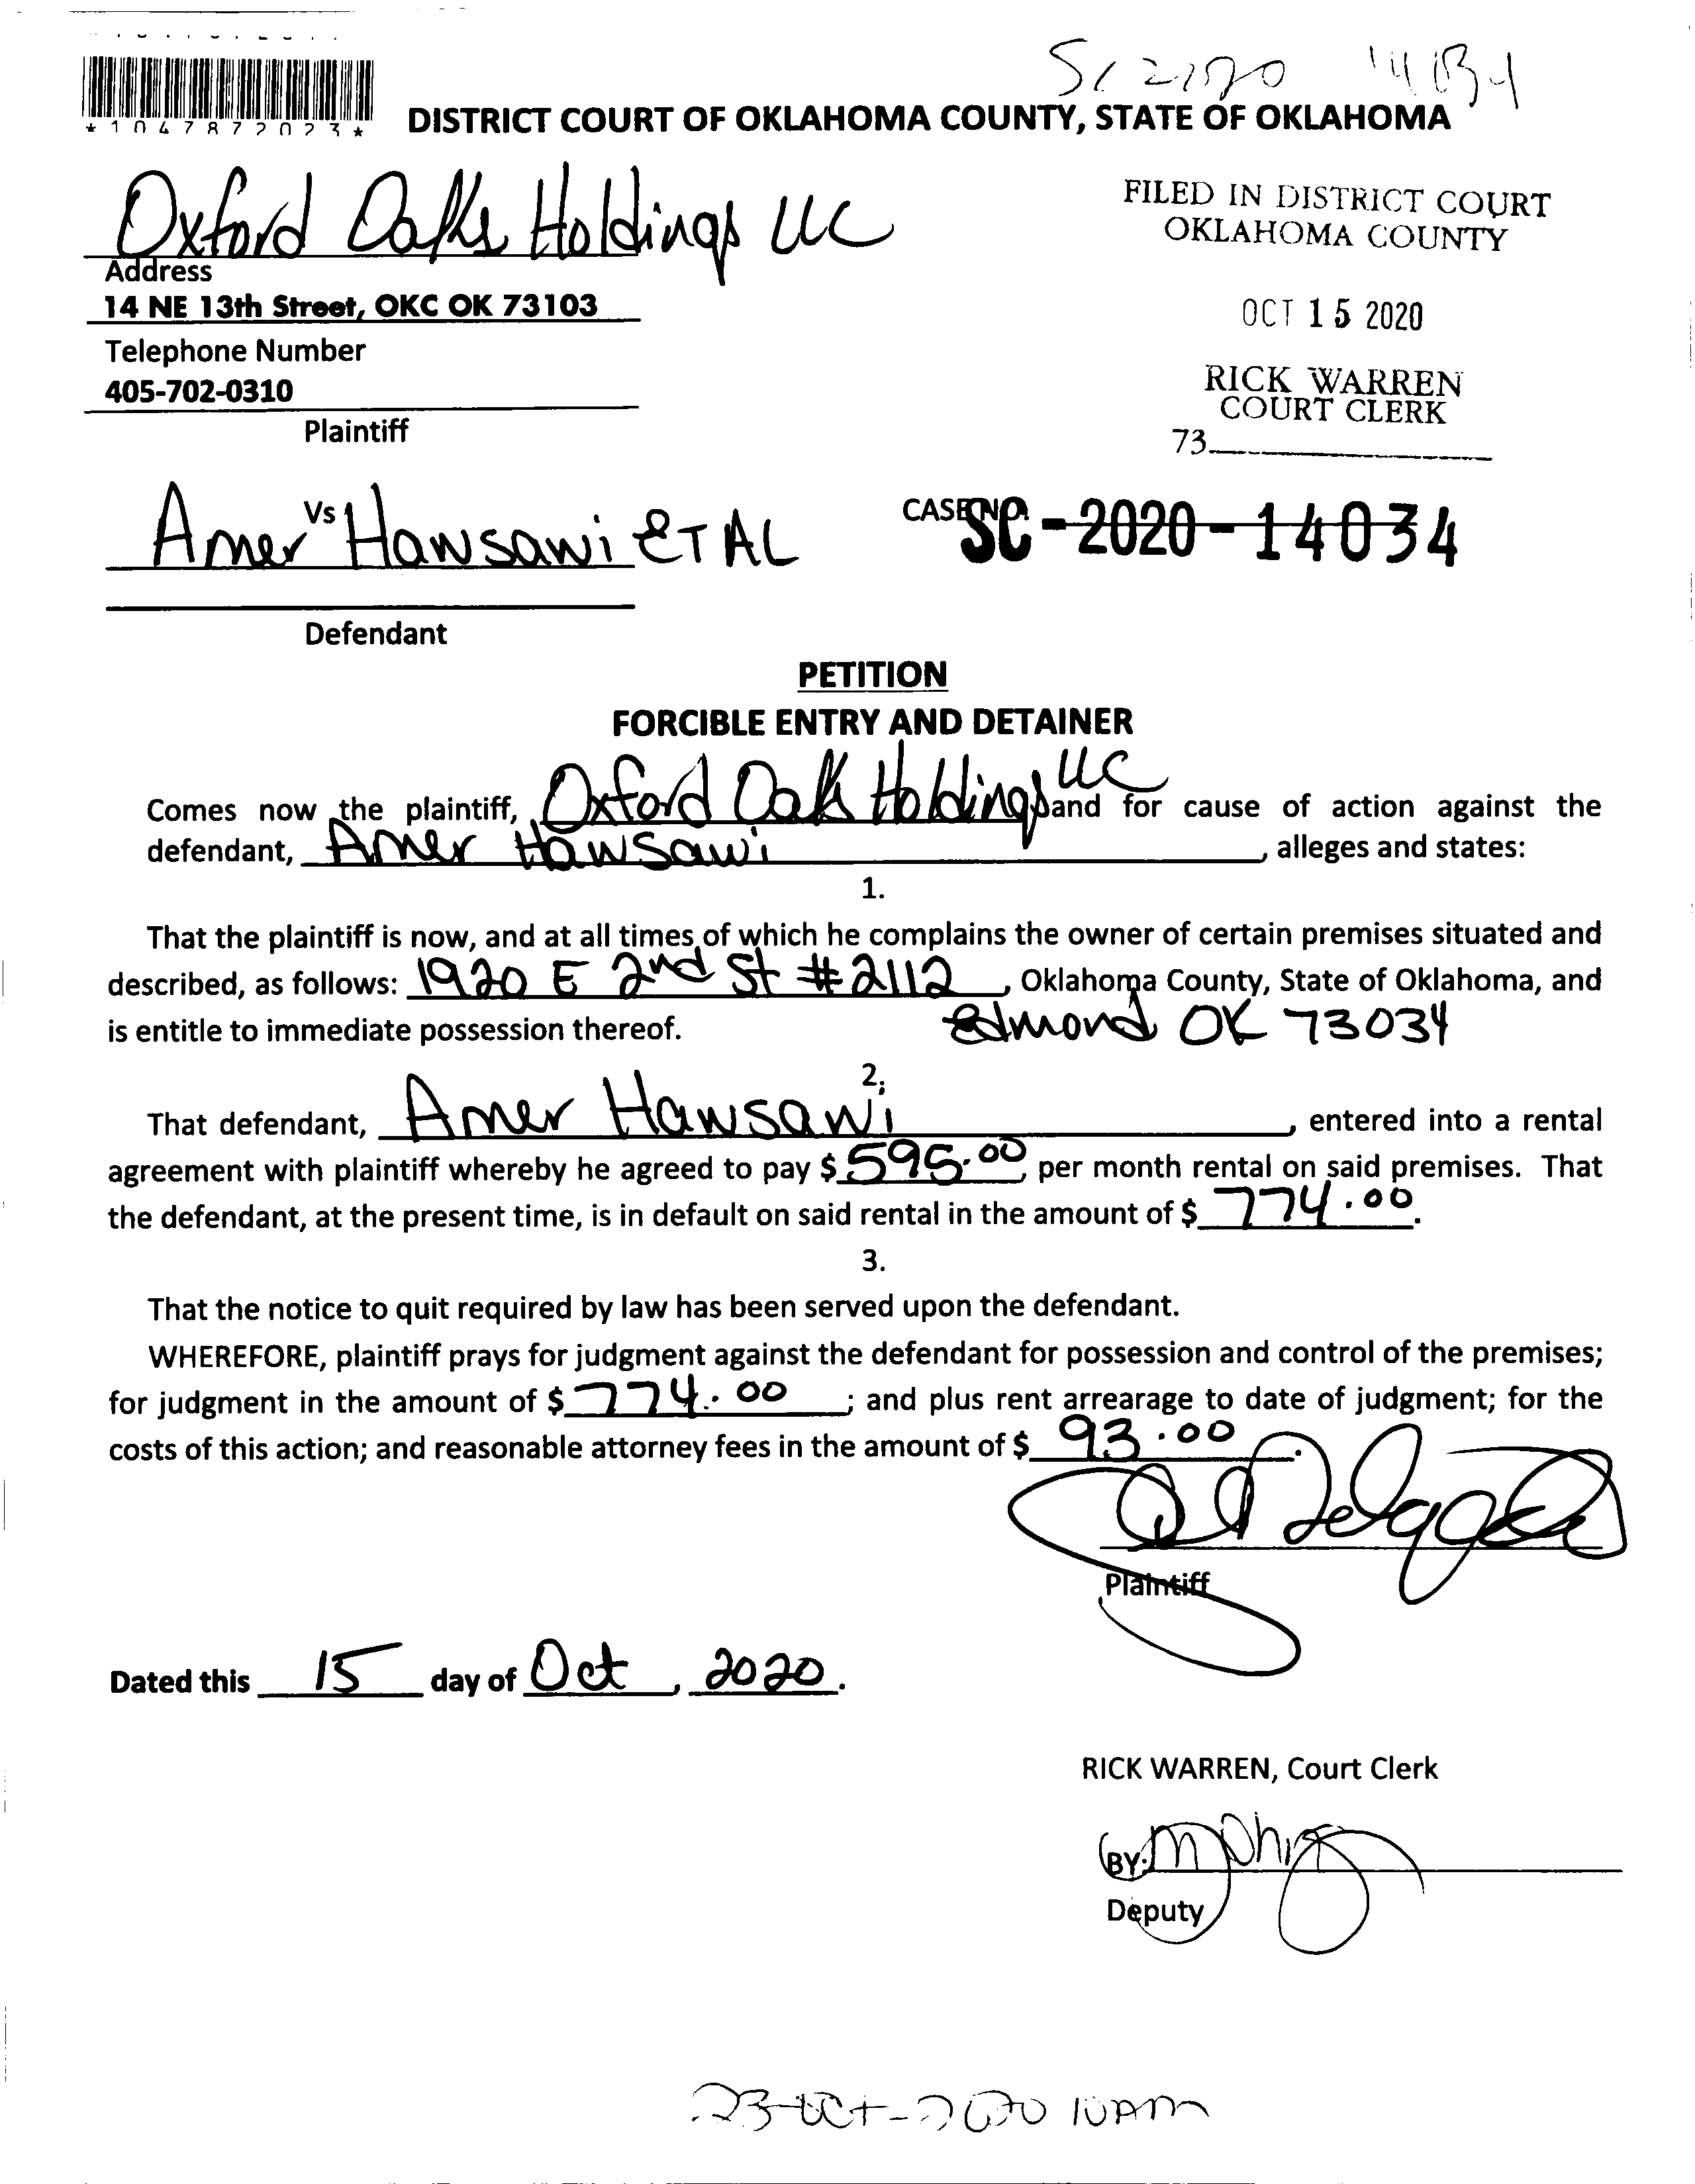 *1047872023*
DISTRICT COURT OF OKLAHOMA COUNTY, STATE OF OKLAHOMA
Oxford Oaks Holdings LLC
Address
14 NE 13th Street, OKC OK 73103
Telephone Number
405-702-0310
Plaintiff
FILED IN DISTRICT COURT
OKLAHOMA COUNTY
OCT 15 2020
RICK WARREN
COURT CLERK
73
Vs
Amer Hawsawi ET AL
CASE NO.
SC-2020-14034
Defendant
PETITION
FORCIBLE ENTRY AND DETAINER
Comes now the plaintiff, Oxford Oaks Holdings LLC and for cause of action against the
defendant, Amer Hawsawi, alleges and states:
1.
That the plaintiff is now, and at all times of which he complains the owner of certain premises situated and
described, as follows: 1920 E 2nd St # 2112, Oklahoma County, State of Oklahoma, and
is entitle to immediate possession thereof. Edmond OK 73034
2.
That defendant, Amer Hawsawi, entered into a rental
agreement with plaintiff whereby he agreed to pay $ 595.00 per month rental on said premises. That
the defendant, at the present time, is in default on said rental in the amount of $ 774.00.
3.
That the notice to quit required by law has been served upon the defendant.
WHEREFORE, plaintiff prays for judgment against the defendant for possession and control of the premises;
for judgment in the amount of $ 774.00; and plus rent arrearage to date of judgment; for the
costs of this action; and reasonable attorney fees in the amount of $ 93.00.
Plaintiff
Dated this 15 day of Oct, 2020.
RICK WARREN, Court Clerk
BY:
Deputy
23-Oct-2020 10AM